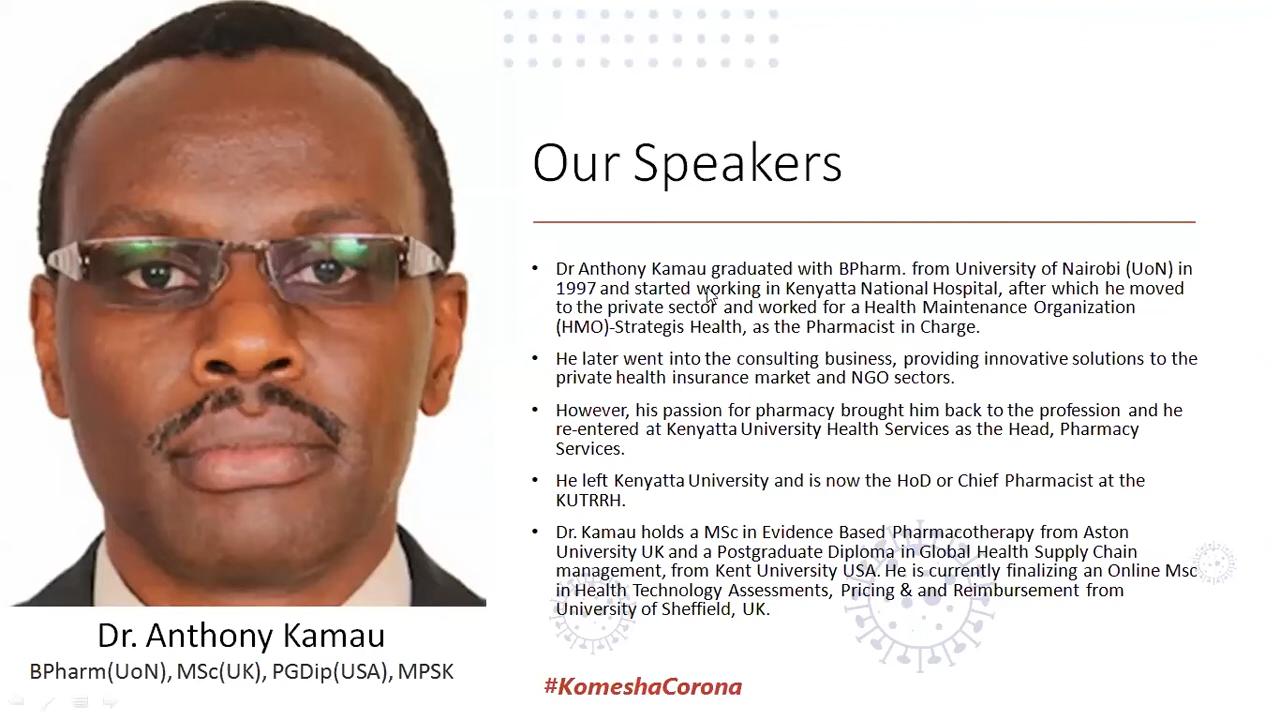 Our Speakers
• Dr Anthony Kamau graduated with BPharm. from University of Nairobi (UoN) in
1997 and started working in Kenyatta National Hospital, after which he moved
to the private sector and worked for a Health Maintenance Organization
(HMO)-Strategis Health, as the Pharmacist in Charge.
• He later went into the consulting business, providing innovative solutions to the
private health insurance market and NGO sectors.
• However, his passion for pharmacy brought him back to the profession and he
re-entered at Kenyatta University Health Services as the Head, Pharmacy
Services.
• He left Kenyatta University and is now the HoD or Chief Pharmacist at the
KUTRRH.
• Dr. Kamau holds a MSc in Evidence Based Pharmacotherapy from Aston
University UK and a Postgraduate Diploma in Global Health Supply Chain
management, from Kent University USA. He is currently finalizing an Online Msc
in Health Technology Assessments, Pricing & and Reimbursement from
University of Sheffield, UK.
Dr. Anthony Kamau
BPharm(UoN), MSc(UK), PGDip(USA), MPSK
#KomeshaCorona